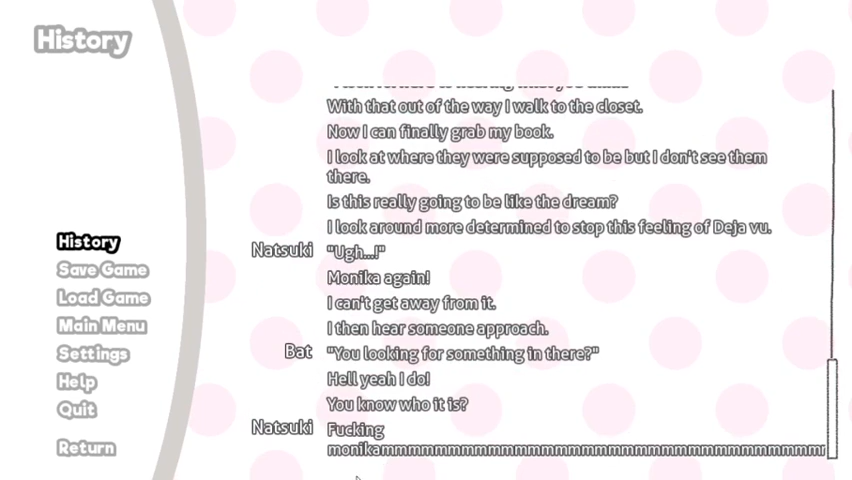 History
With that out of the way I walk to the closet.
Now I can finally grab my book.
I look at where they were supposed to be but I don't see them
there.
Is this really going to be like the dream?
I look around more determined to stop this feeling of Deja vu.
Natsuki "Ugh...!"
Monika again!
I can't get away from it.
I then hear someone approach.
Bat "You looking for something in there?"
Hell yeah I do!
You know who it is?
Natsuki Fucking
monikammmmmmmmmmmmmmmmmmmmmmmmmmmmmmmmmm
History
Save Game
Load Game
Main Menu
Settings
Help
Quit
Return